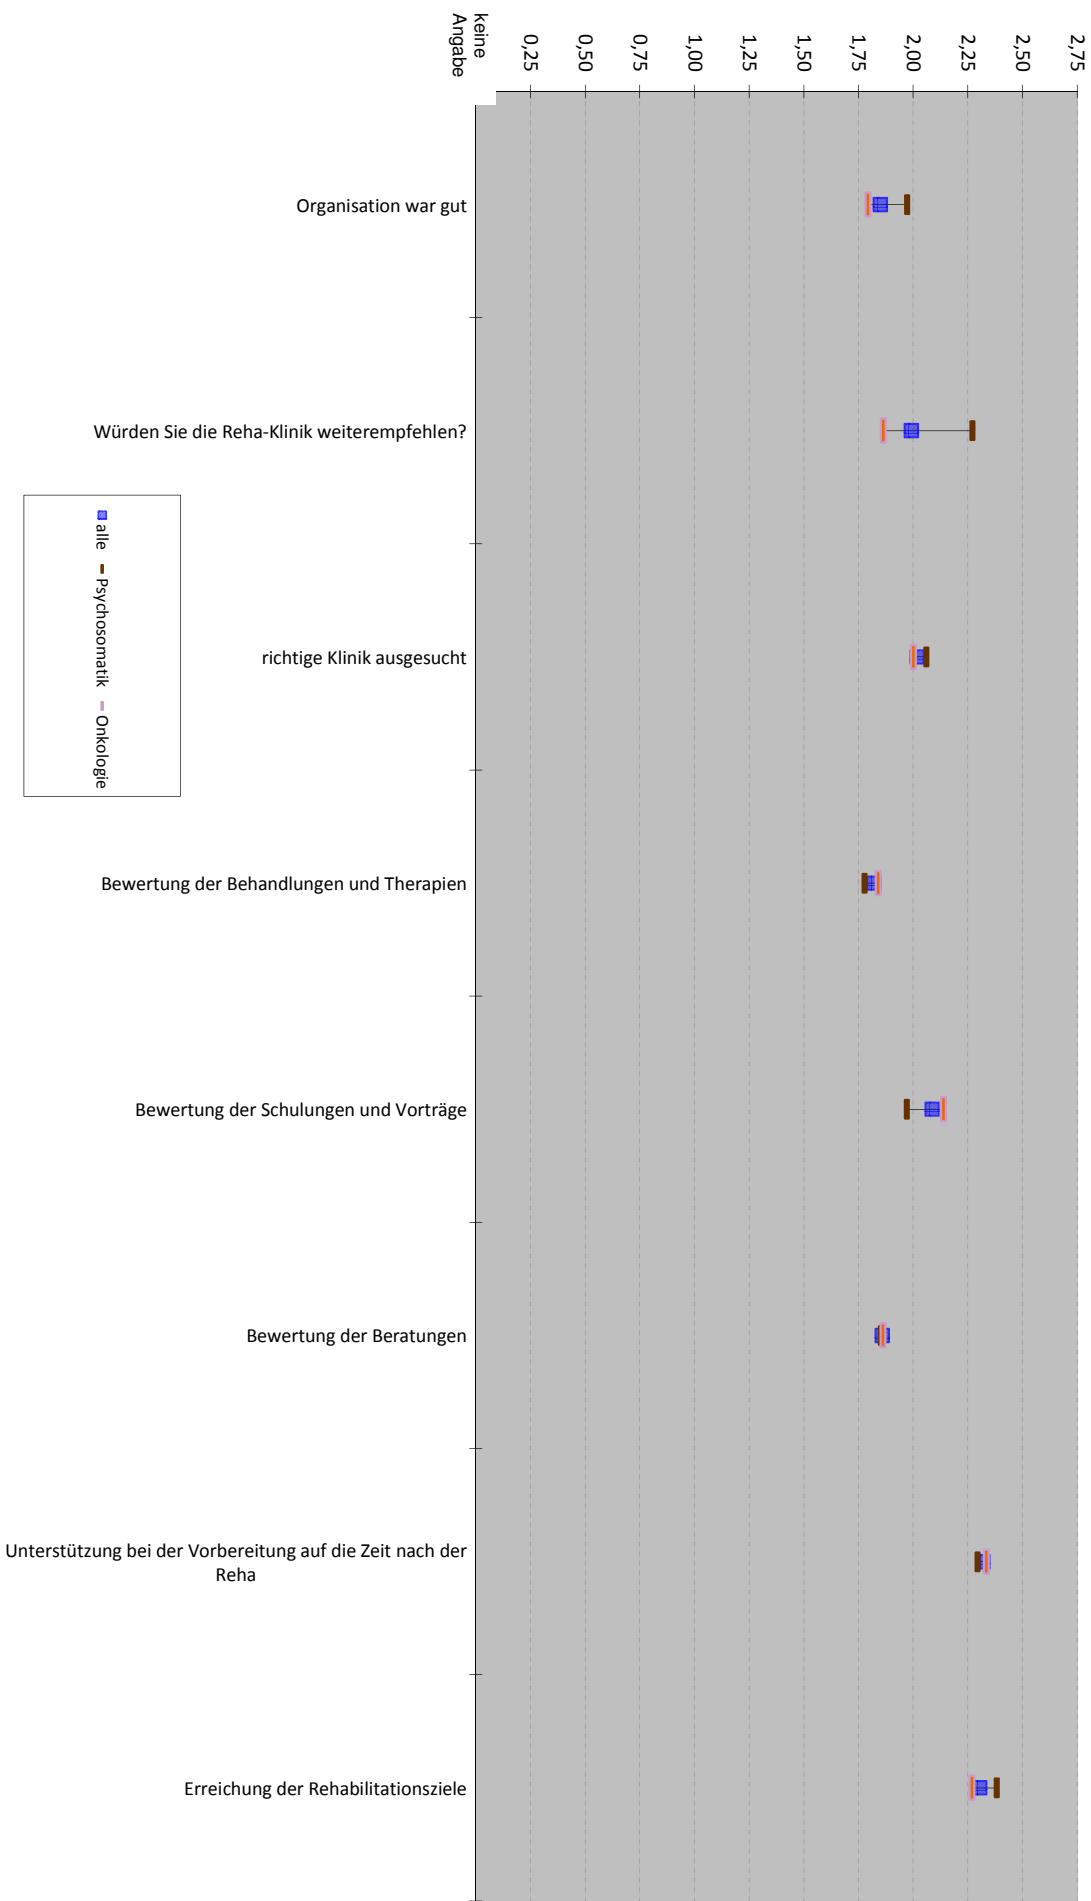 keine
Angabe
0,25
0,50
0,75
1,00
1,25
1,50
1,75
2,00
2,25
2,50
2,75
Organisation war gut
Würden Sie die Reha-Klinik weiterempfehlen?
richtige Klinik ausgesucht
Bewertung der Behandlungen und Therapien
Bewertung der Schulungen und Vorträge
Bewertung der Beratungen
Unterstützung bei der Vorbereitung auf die Zeit nach der
Reha
Erreichung der Rehabilitationsziele
alle Psychosomatik Onkologie